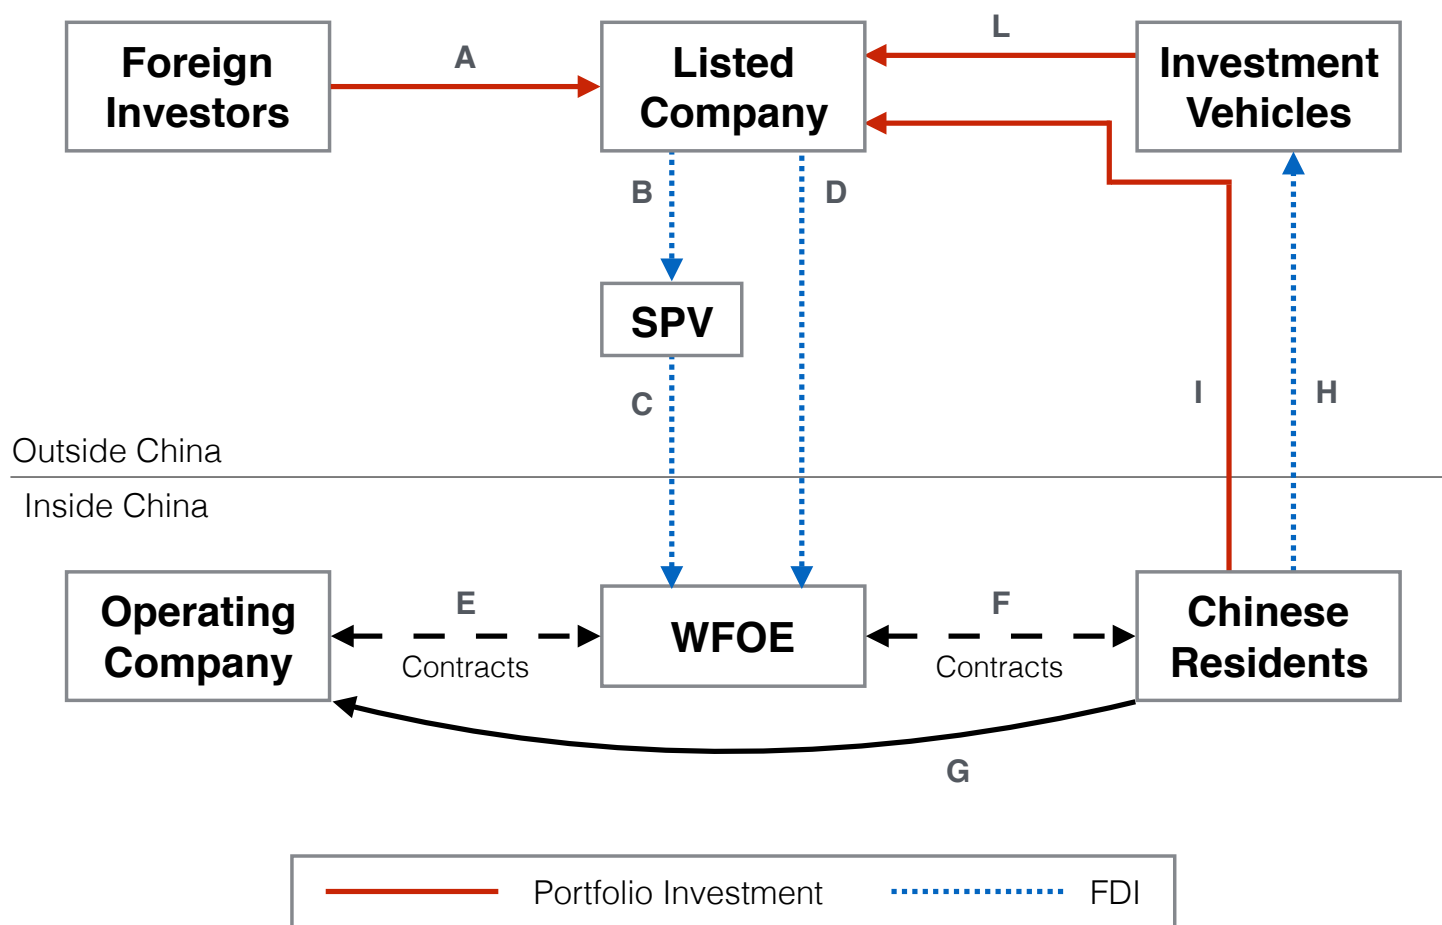 A
L
Foreign
Investors
Listed
Company
Investment
Vehicles
B
D
SPV
C
I
H
Outside China
Inside China
Operating
Company
E
Contracts
WFOE
F
Contracts
Chinese
Residents
G
Portfolio Investment
FDI